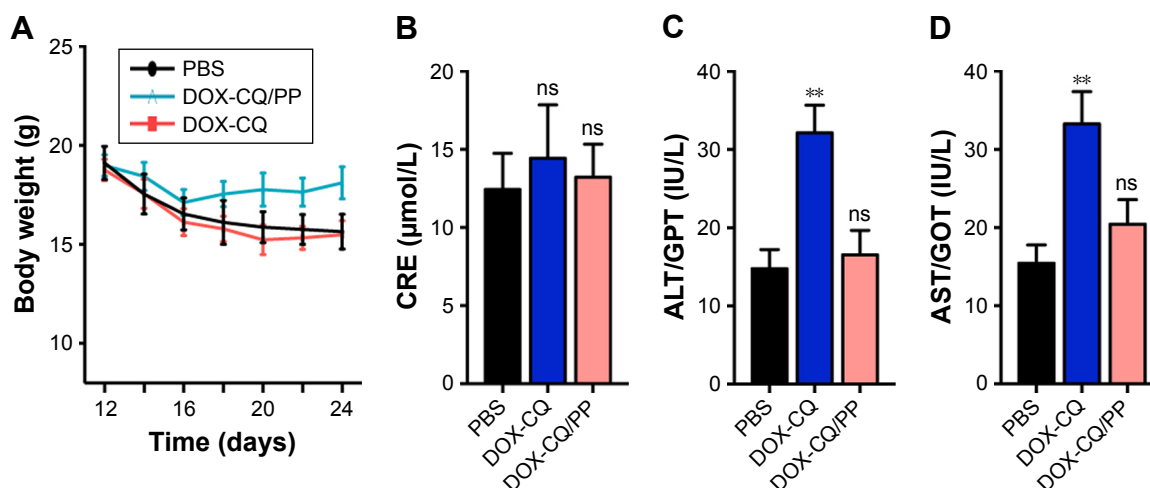 A
Body weight (g)
25
20
15
10
PBS
DOX-CQ/PP
DOX-CQ
12
16
20
24
Time (days)
B
CRE (µmol/L)
20
15
10
5
0
ns
ns
PBS
DOX-CQ
DOX-CQ/PP
C
ALT/GPT (IU/L)
40
30
20
10
0
**
ns
PBS
DOX-CQ
DOX-CQ/PP
D
AST/GOT (IU/L)
40
30
20
10
0
**
ns
PBS
DOX-CQ
DOX-CQ/PP